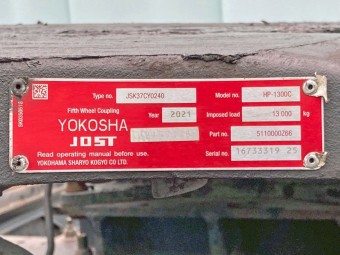 Type no. JSK37CY0240
Model no. HP-1300C
Fifth Wheel Coupling
Year 2021
Imposed load 13 000 kg
YOKOSHA
JOST
Part no. 5110000Z66
Serial no. 16733319 25
Read operating manual before use.
YOKOHAMA SHARYO KOGYO CO LTD.